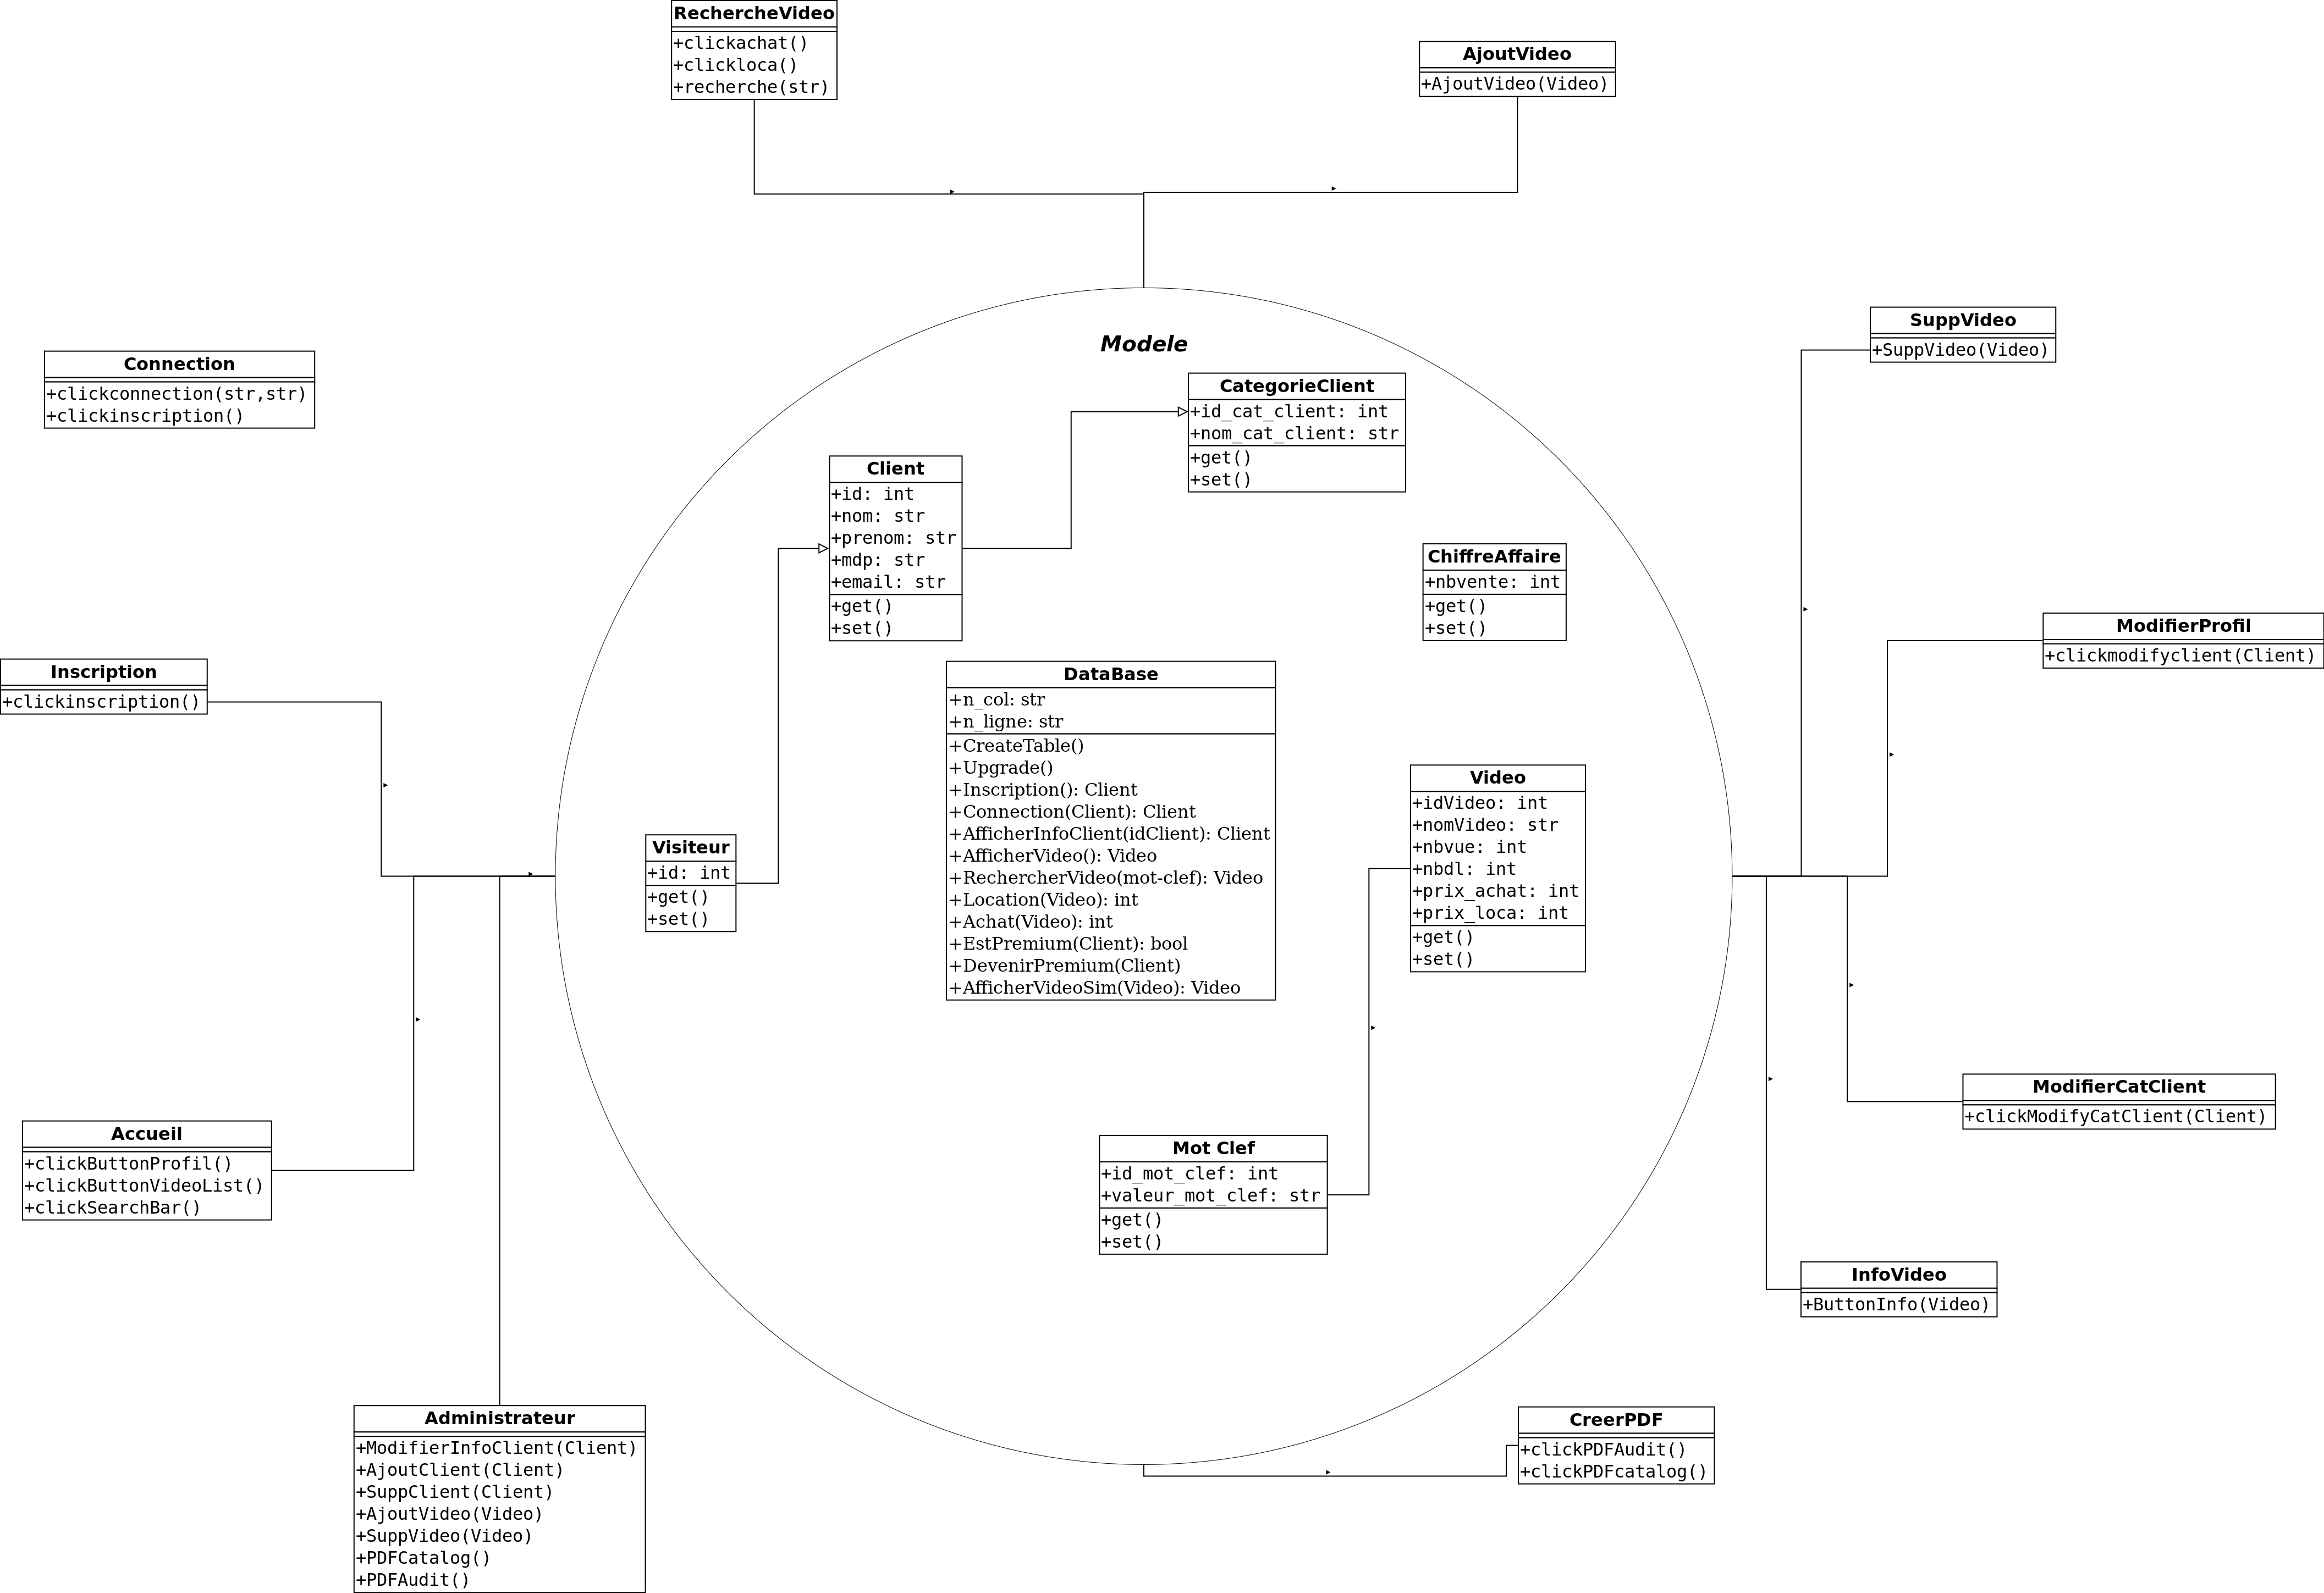 RechercheVideo
+clickachat()
+clickloca()
+recherche(str)
AjoutVideo
+AjoutVideo(Video)
SuppVideo
+SuppVideo(Video)
Modele
Connection
+clickconnection(str,str)
+clickinscription()
CategorieClient
+id_cat_client: int
+nom_cat_client: str
+get()
+set()
Client
+id: int
+nom: str
+prenom: str
+mdp: str
+email: str
+get()
+set()
ChiffreAffaire
+nbvente: int
+get()
+set()
ModifierProfil
+clickmodifyclient(Client)
Inscription
+clickinscription()
DataBase
+n_col: str
+n_ligne: str
+CreateTable()
+Upgrade()
+Inscription(): Client
+Connection(Client): Client
+AfficherInfoClient(idClient): Client
+AfficherVideo(): Video
+RechercherVideo(mot-clef): Video
+Location(Video): int
+Achat(Video): int
+EstPremium(Client): bool
+DevenirPremium(Client)
+AfficherVideoSim(Video): Video
Video
+idVideo: int
+nomVideo: str
+nbvue: int
+nbdl: int
+prix_achat: int
+prix_loca: int
+get()
+set()
Visiteur
+id: int
+get()
+set()
ModifierCatClient
+clickModifyCatClient(Client)
Accueil
+clickButtonProfil()
+clickButtonVideoList()
+clickSearchBar()
Mot Clef
+id_mot_clef: int
+valeur_mot_clef: str
+get()
+set()
InfoVideo
+ButtonInfo(Video)
Administrateur
+ModifierInfoClient(Client)
+AjoutClient(Client)
+SuppClient(Client)
+AjoutVideo(Video)
+SuppVideo(Video)
+PDFCatalog()
+PDFAudit()
CreerPDF
+clickPDFAudit()
+clickPDFcatalog()